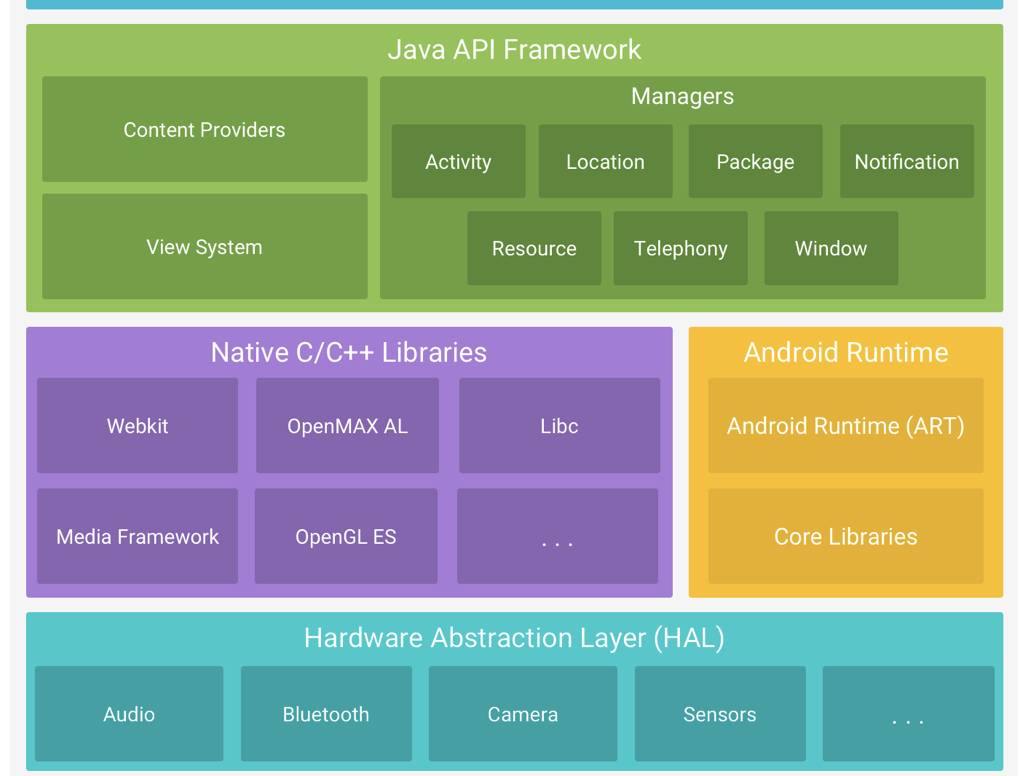 Java API Framework
Content Providers
View System
Managers
Activity
Location
Package
Notification
Resource
Telephony
Window
Native C/C++ Libraries
Webkit
OpenMAX AL
Libc
Media Framework
OpenGL ES
. . .
Android Runtime
Android Runtime (ART)
Core Libraries
Hardware Abstraction Layer (HAL)
Audio
Bluetooth
Camera
Sensors
. . .